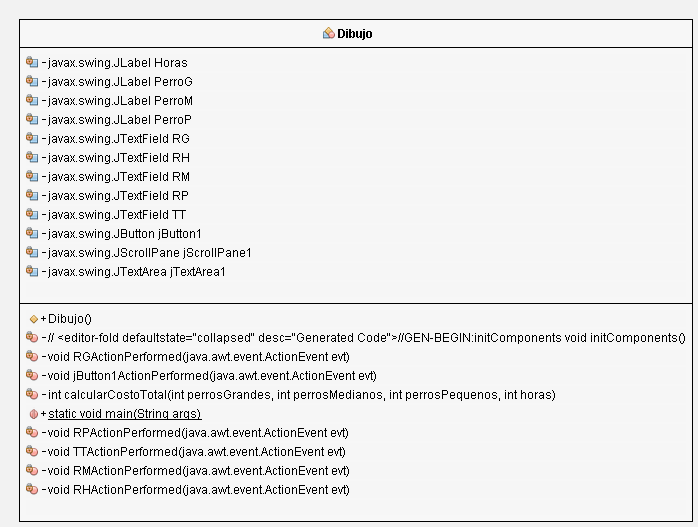 Dibujo
-javax.swing.JLabel Horas
-javax.swing.JLabel PerroG
-javax.swing.JLabel PerroM
-javax.swing.JLabel PerroP
-javax.swing.JTextField RG
-javax.swing.JTextField RH
-javax.swing.JTextField RM
-javax.swing.JTextField RP
-javax.swing.JTextField TT
-javax.swing.JButton jButton1
-javax.swing.JScrollPane jScrollPane1
-javax.swing.JTextArea jTextArea1
+Dibujo()
-// <editor-fold defaultstate="collapsed" desc="Generated Code">//GEN-BEGIN:initComponents void initComponents()
-void RGActionPerformed(java.awt.event.ActionEvent evt)
-void jButton1ActionPerformed(java.awt.event.ActionEvent evt)
-int calcularCostoTotal(int perrosGrandes, int perrosMedianos, int perrosPequenos, int horas)
+static void main(String args)
-void RPActionPerformed(java.awt.event.ActionEvent evt)
-void TTActionPerformed(java.awt.event.ActionEvent evt)
-void RMActionPerformed(java.awt.event.ActionEvent evt)
-void RHActionPerformed(java.awt.event.ActionEvent evt)